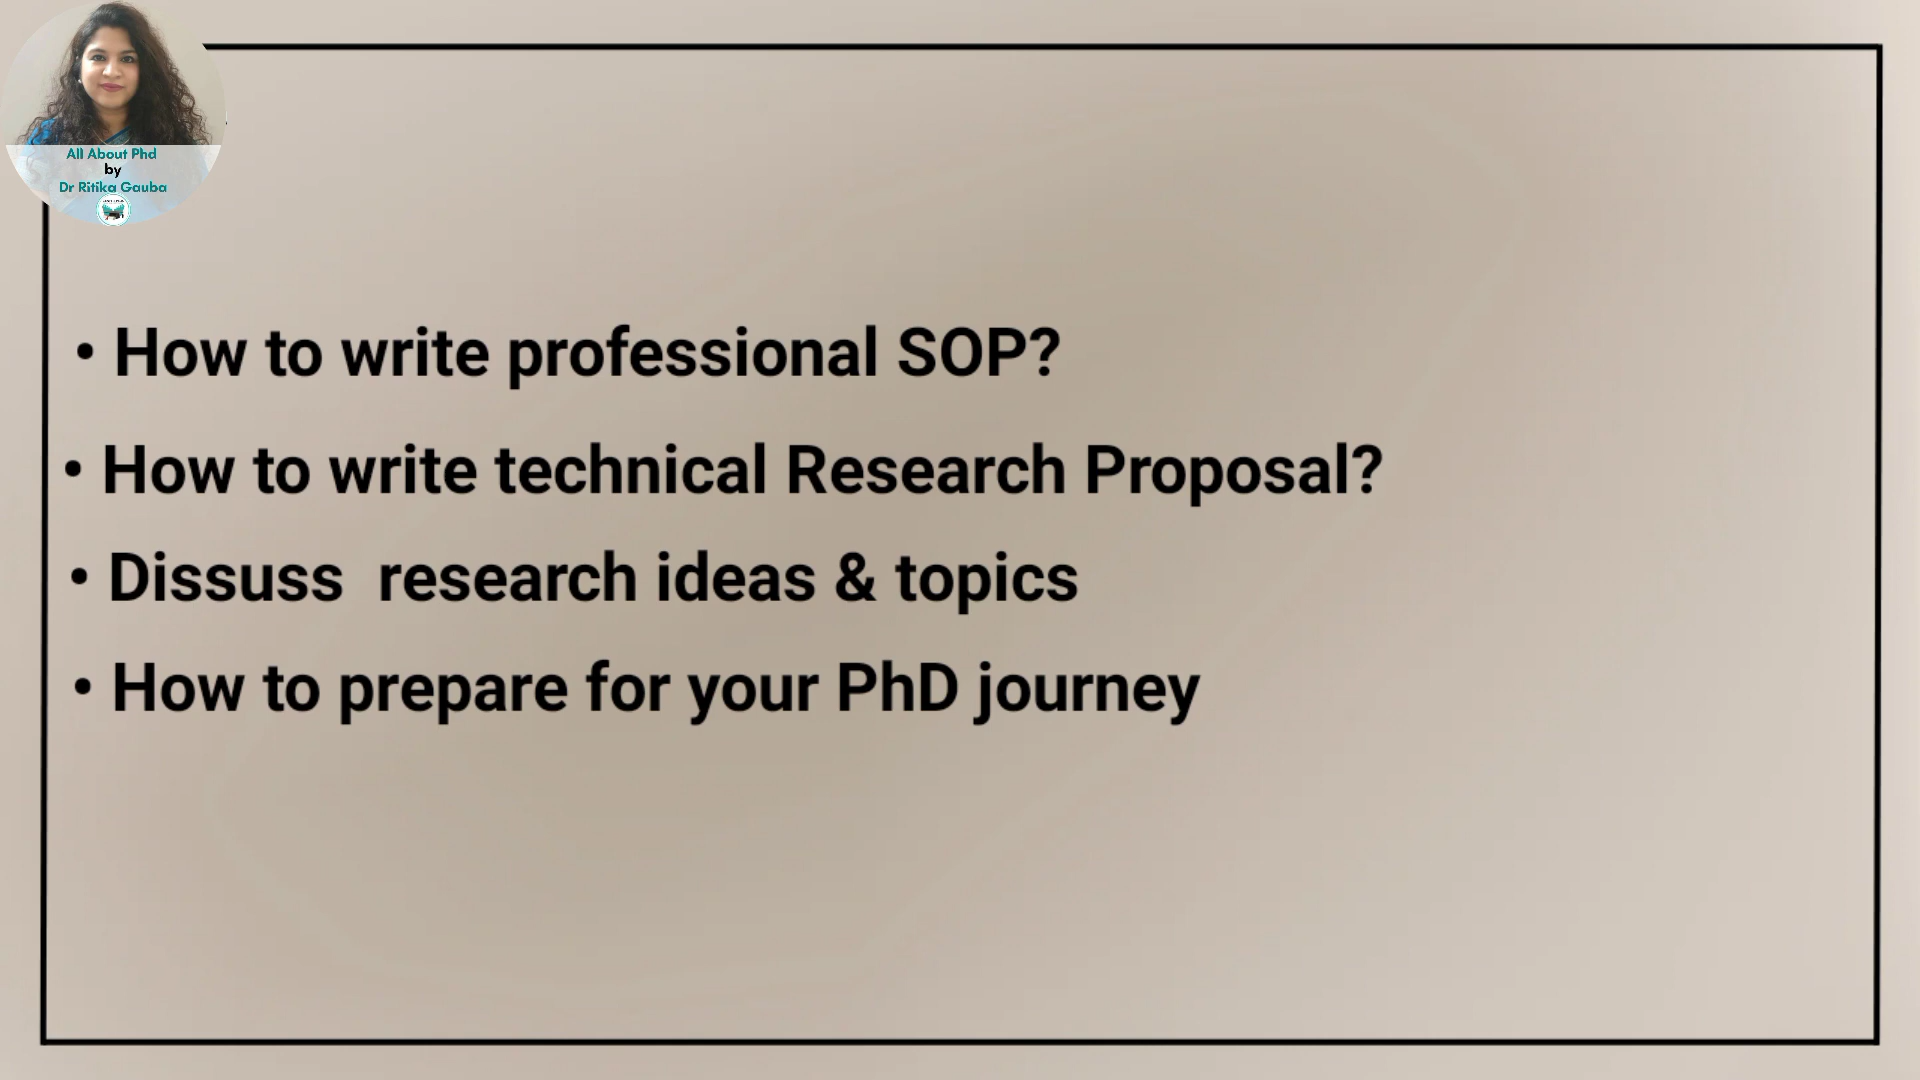 All About Phd
by
Dr Ritika Gauba
• How to write professional SOP?
• How to write technical Research Proposal?
• Dissuss  research ideas & topics
• How to prepare for your PhD journey